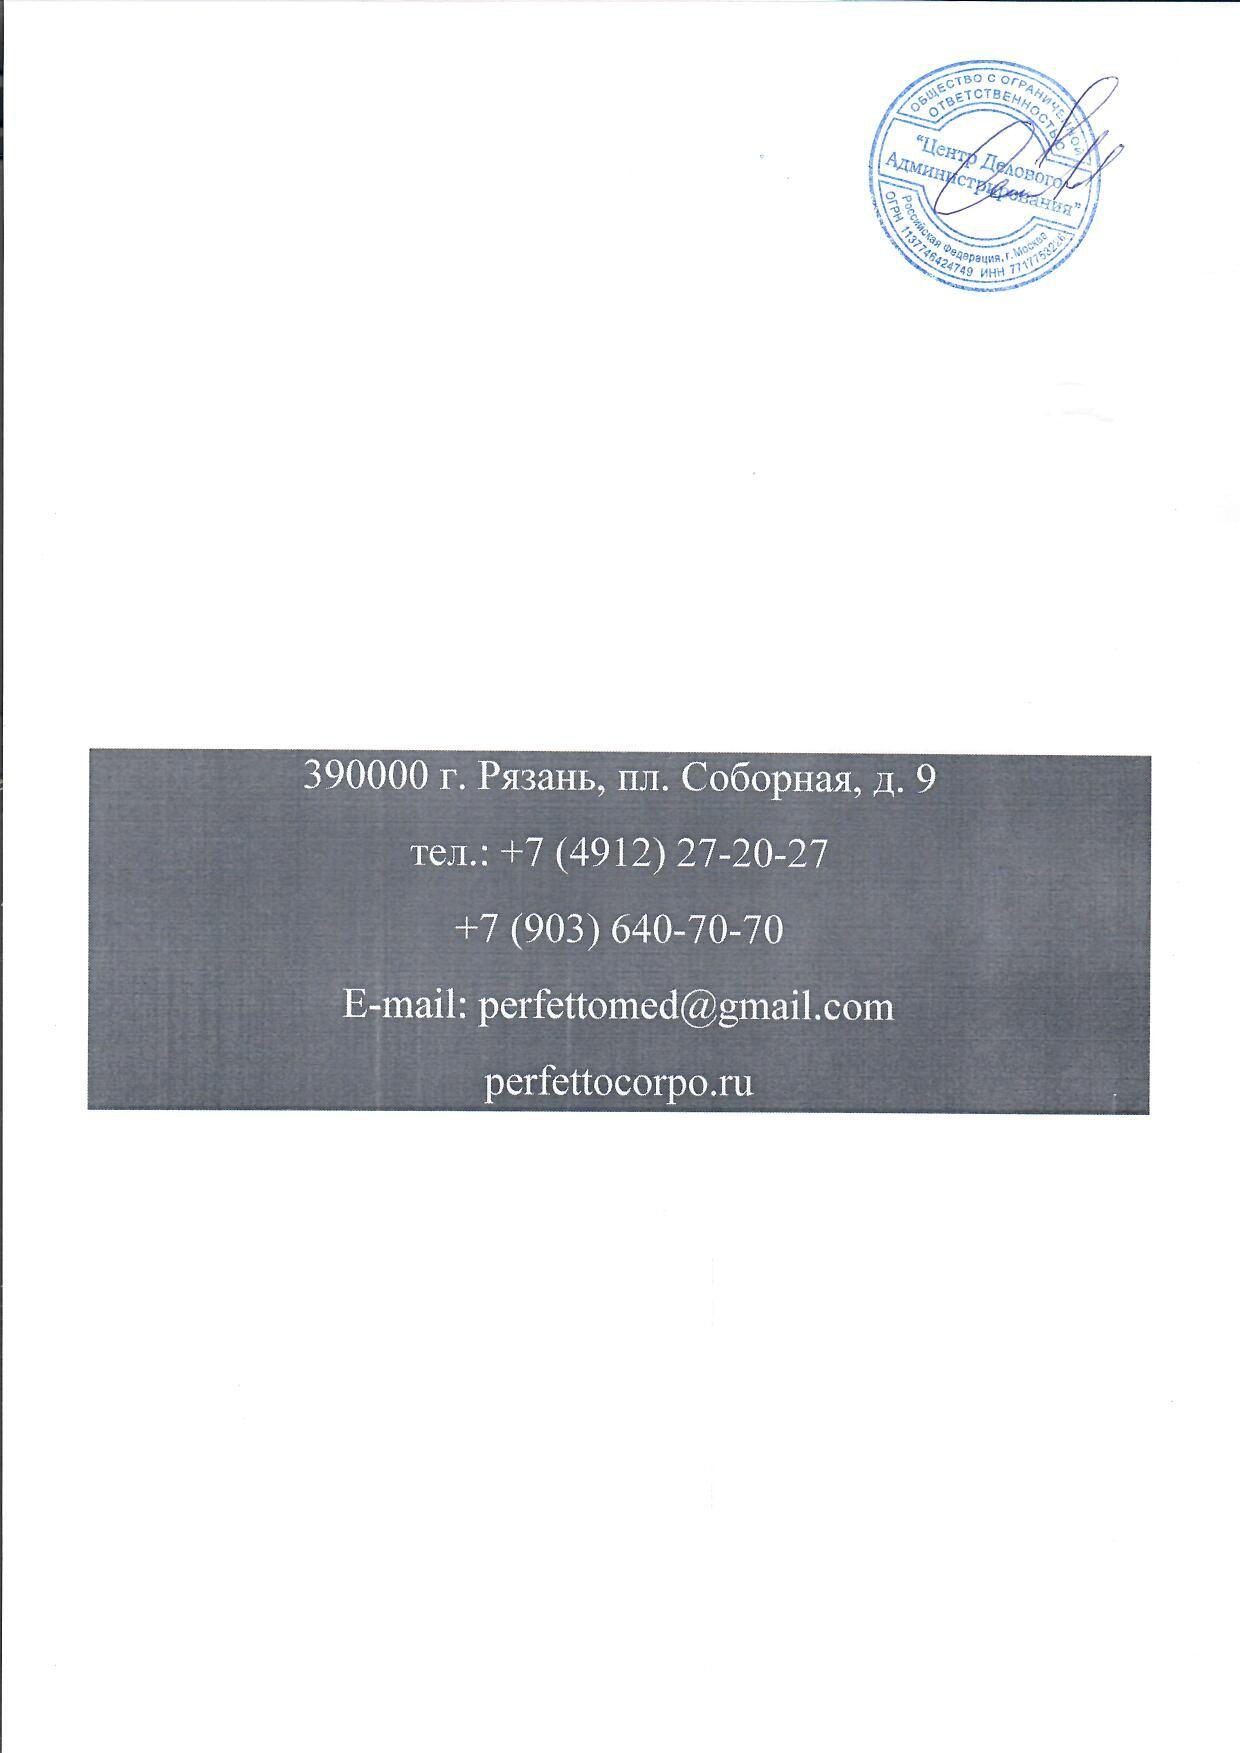 ОБЩЕСТВО С ОГРАНИЧЕННОЙ
ОТВЕТСТВЕННОСТЬЮ
“Центр Делового
Администрирования”
Российская Федерация, г. Москва
ОГРН 1137746424749 ИНН 7717753226
390000 г. Рязань, пл. Соборная, д. 9
тел.: +7 (4912) 27-20-27
+7 (903) 640-70-70
E-mail: perfettomed@gmail.com
perfettocorpo.ru